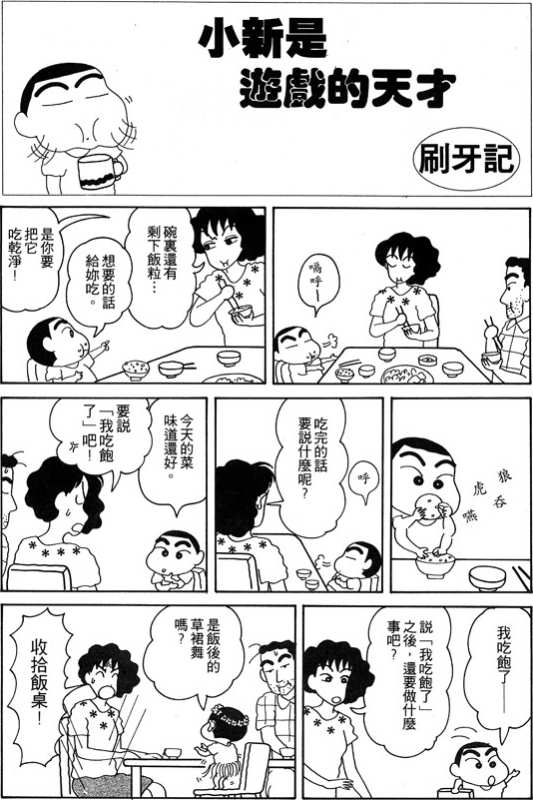 小新是
遊戲的天才
刷牙記
嗚呼—
碗裏還有
剩下飯粒…
想要的話
給妳吃。
是你要
把它
吃乾淨！
狼吞
虎嚥
呼
吃完的話
要說什麼呢？
今天的菜
味道還好。
要說
「我吃飽
了」吧！
我吃飽了——
說「我吃飽了」
之後，還要做什麼
事吧？
是飯後的
草裙舞
嗎？
收拾飯桌！